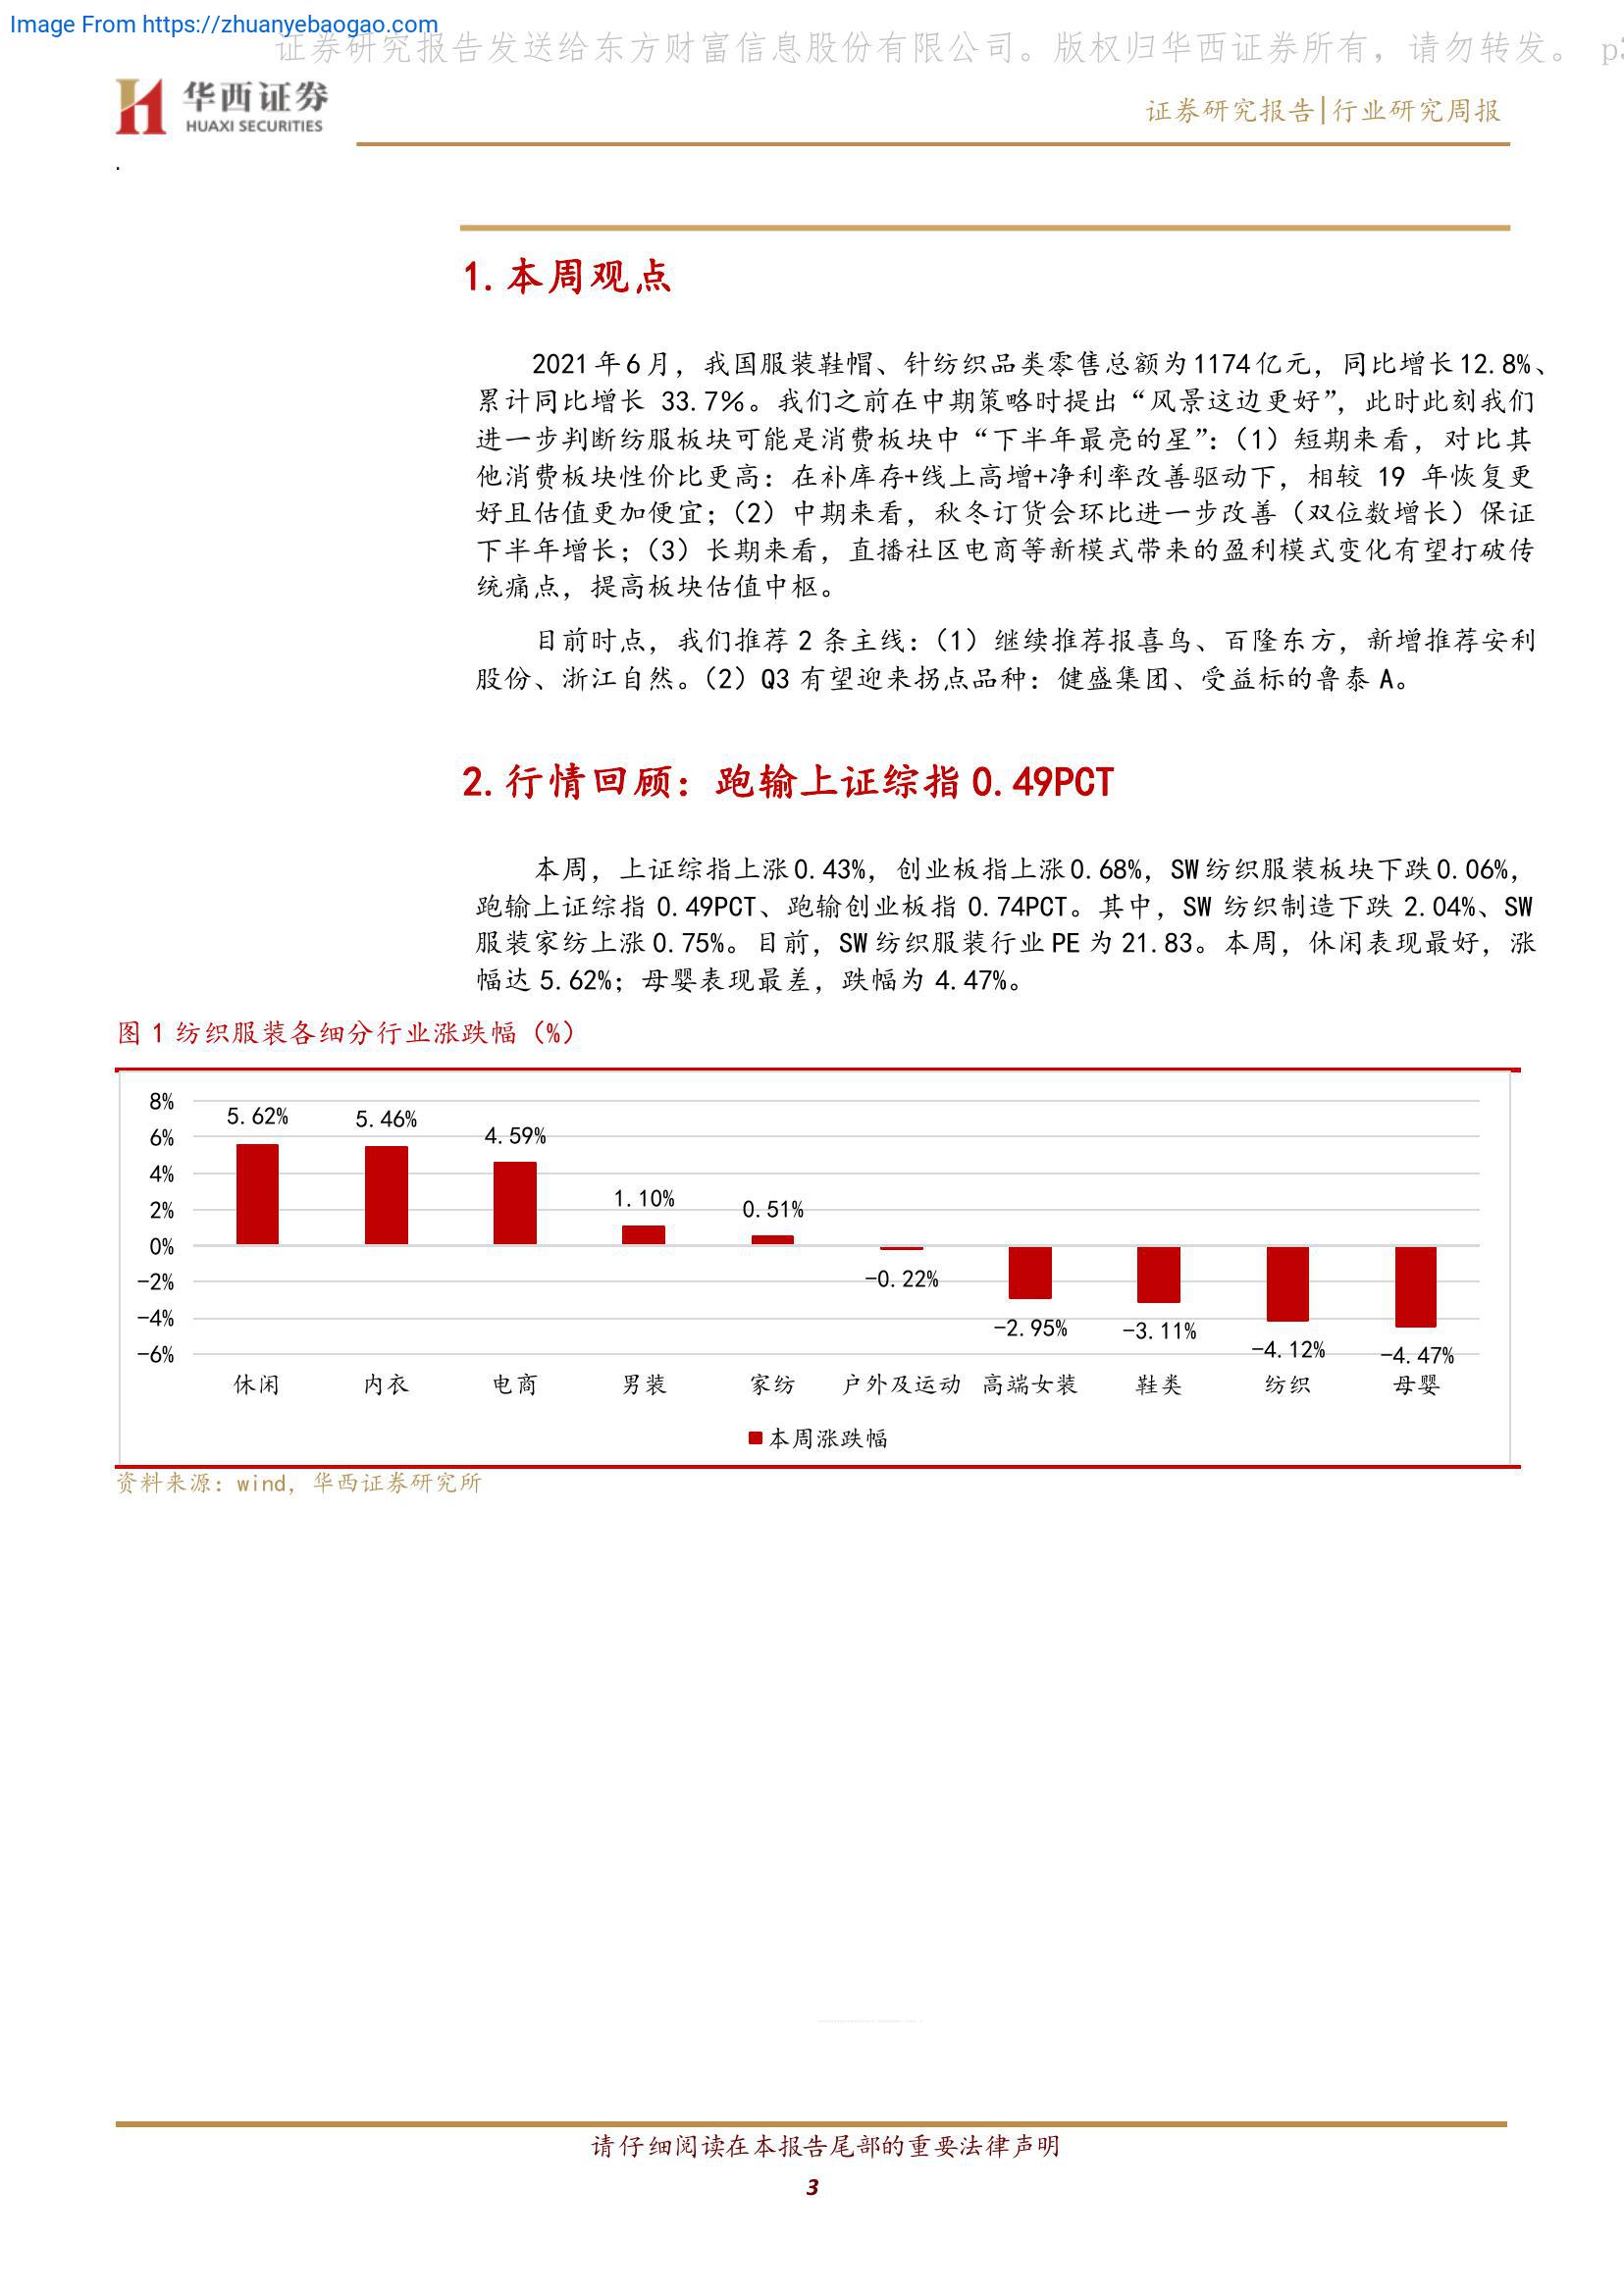 Image From https://zhuanyebaogao.com
证券研究报告发送给东方财富信息股份有限公司。版权归华西证券所有，请勿转发。 p3
华西证券
HUAXI SECURITIES
证券研究报告|行业研究周报
.
1.本周观点
2021年6月，我国服装鞋帽、针纺织品类零售总额为1174亿元，同比增长12.8%、
累计同比增长 33.7%。我们之前在中期策略时提出“风景这边更好”，此时此刻我们
进一步判断纺服板块可能是消费板块中“下半年最亮的星”：（1）短期来看，对比其
他消费板块性价比更高：在补库存+线上高增+净利率改善驱动下，相较 19 年恢复更
好且估值更加便宜；（2）中期来看，秋冬订货会环比进一步改善（双位数增长）保证
下半年增长；（3）长期来看，直播社区电商等新模式带来的盈利模式变化有望打破传
统痛点，提高板块估值中枢。
目前时点，我们推荐 2 条主线：（1）继续推荐报喜鸟、百隆东方，新增推荐安利
股份、浙江自然。（2）Q3 有望迎来拐点品种：健盛集团、受益标的鲁泰 A。
2.行情回顾：跑输上证综指0.49PCT
本周，上证综指上涨0.43%，创业板指上涨0.68%，SW纺织服装板块下跌0.06%，
跑输上证综指 0.49PCT、跑输创业板指 0.74PCT。其中，SW 纺织制造下跌 2.04%、SW
服装家纺上涨0.75%。目前，SW纺织服装行业PE为21.83。本周，休闲表现最好，涨
幅达 5.62%；母婴表现最差，跌幅为 4.47%。
图 1 纺织服装各细分行业涨跌幅（%）
8%
6%
4%
2%
0%
-2%
-4%
-6%
5.62%
5.46%
4.59%
1.10%
0.51%
-0.22%
-2.95%
-3.11%
-4.12%
-4.47%
休闲 内衣 电商 男装 家纺 户外及运动 高端女装 鞋类 纺织 母婴
本周涨跌幅
资料来源：wind，华西证券研究所
请仔细阅读在本报告尾部的重要法律声明
3